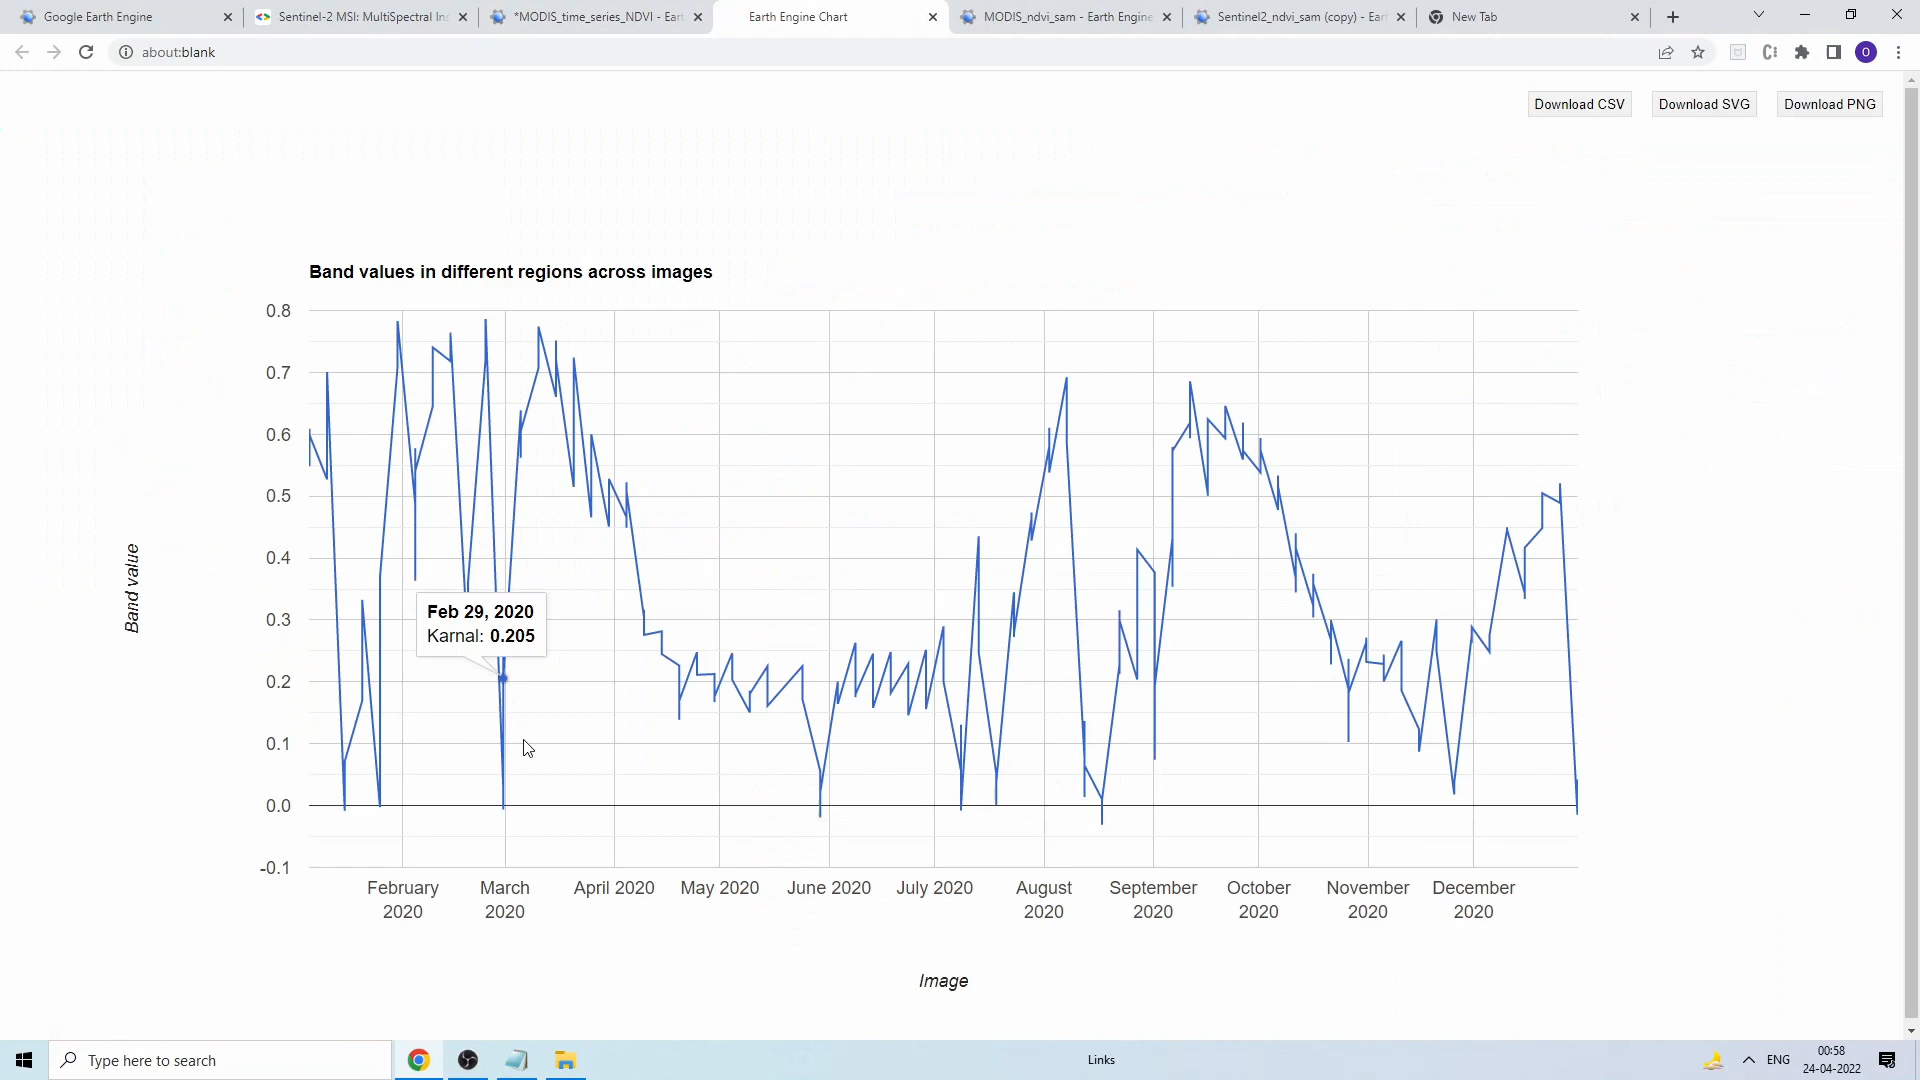 Google Earth Engine
Sentinel-2 MSI: MultiSpectral Ins
*MODIS_time_series_NDVI - Eart
Earth Engine Chart
MODIS_ndvi_sam - Earth Engine
Sentinel2_ndvi_sam (copy) - Eart
New Tab
about:blank
O
Download CSV
Download SVG
Download PNG
Band values in different regions across images
0.8
0.7
0.6
0.5
0.4
0.3
0.2
0.1
0.0
-0.1
Band value
Feb 29, 2020
Karnal: 0.205
February
2020
March
2020
April 2020
May 2020
June 2020
July 2020
August
2020
September
2020
October
2020
November
2020
December
2020
Image
Type here to search
Links
ENG
00:58
24-04-2022